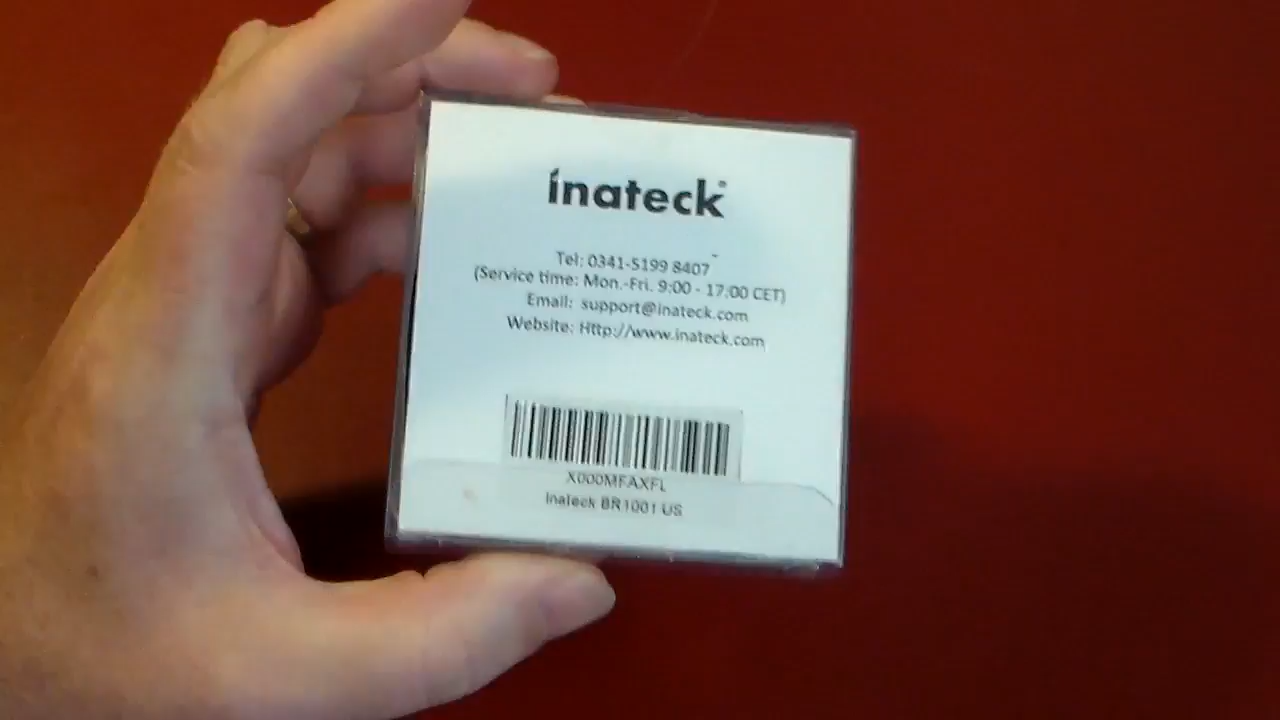 inateck®
Tel: 0341-5199 8407
(Service time: Mon.-Fri. 9:00 - 17:00 CET)
Email: support@inateck.com
Website: Http://www.inateck.com
X000MFAXFL
Inateck BR1001 US